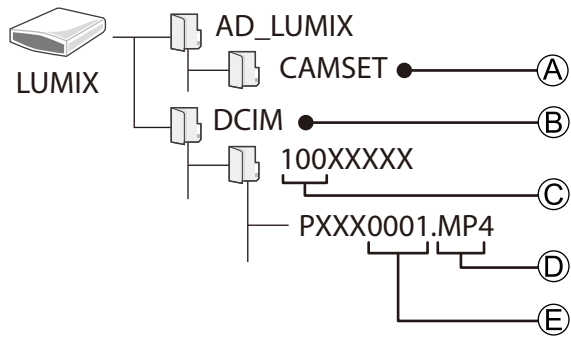 AD_LUMIX
LUMIX
CAMSET
A
DCIM
B
100XXXXX
C
PXXX0001.MP4
D
E